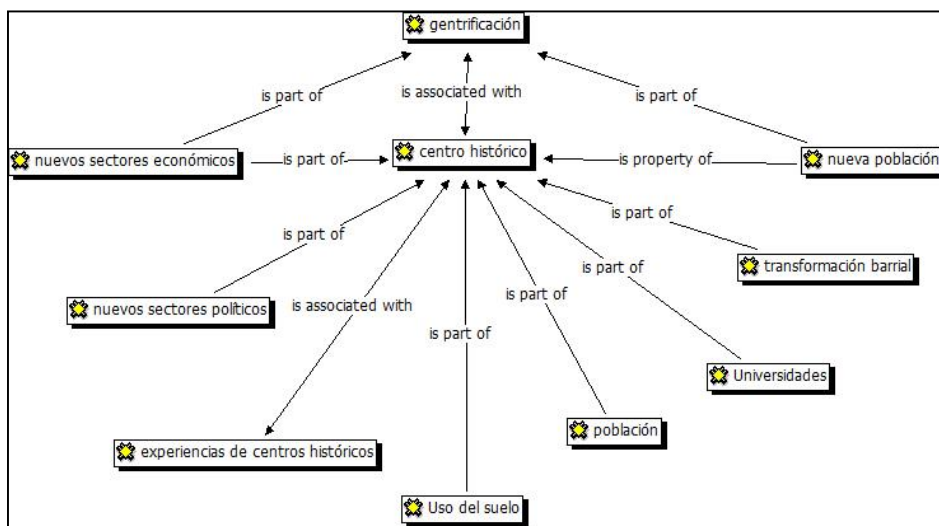 gentrificación
is part of
is associated with
is part of
nuevos sectores económicos
is part of
centro histórico
is property of
nueva población
is part of
is part of
transformación barrial
is part of
nuevos sectores políticos
is associated with
is part of
is part of
Universidades
experiencias de centros históricos
población
Uso del suelo